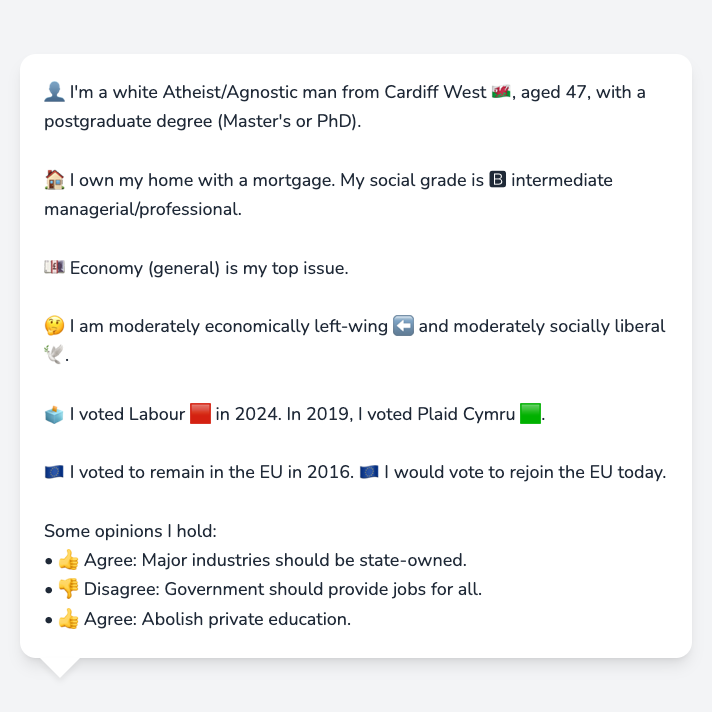 👤 I'm a white Atheist/Agnostic man from Cardiff West 🏴󠁧󠁢󠁷󠁬󠁳󠁿, aged 47, with a
postgraduate degree (Master's or PhD).
🏠 I own my home with a mortgage. My social grade is 🅱 intermediate
managerial/professional.
💷 Economy (general) is my top issue.
🤔 I am moderately economically left-wing ⬅️ and moderately socially liberal
🕊️.
🗳️ I voted Labour 🟥 in 2024. In 2019, I voted Plaid Cymru 🟩.
🇪🇺 I voted to remain in the EU in 2016. 🇪🇺 I would vote to rejoin the EU today.
Some opinions I hold:
• 👍 Agree: Major industries should be state-owned.
• 👎 Disagree: Government should provide jobs for all.
• 👍 Agree: Abolish private education.